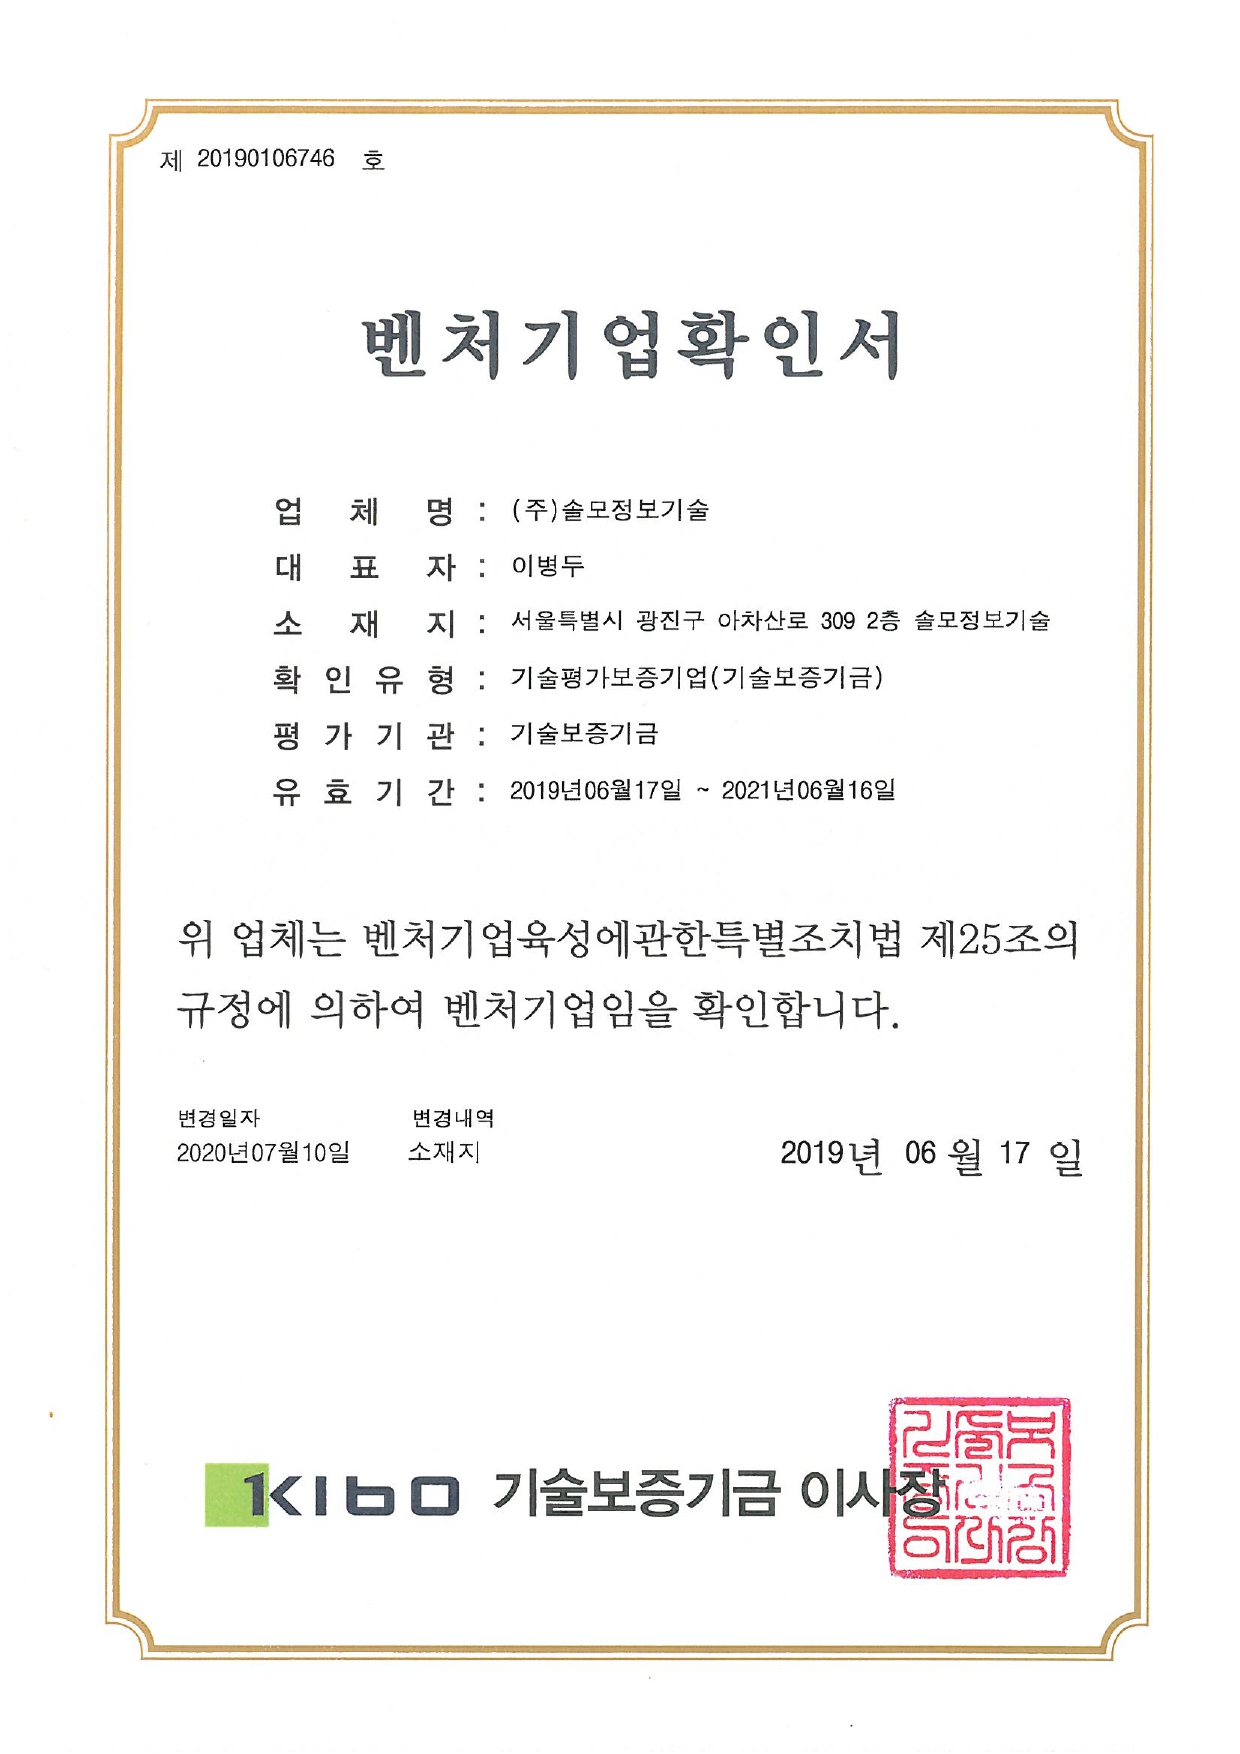 제 20190106746 호
벤처기업확인서
업 체 명 : (주)솔모정보기술
대 표 자 : 이병두
소 재 지 : 서울특별시 광진구 아차산로 309 2층 솔모정보기술
확 인 유 형 : 기술평가보증기업(기술보증기금)
평 가 기 관 : 기술보증기금
유 효 기 간 : 2019년06월17일 ~ 2021년06월16일
위 업체는 벤처기업육성에관한특별조치법 제25조의
규정에 의하여 벤처기업임을 확인합니다.
변경일자 변경내역
2020년07월10일 소재지
2019년 06 월 17 일
KIBO 기술보증기금 이사장